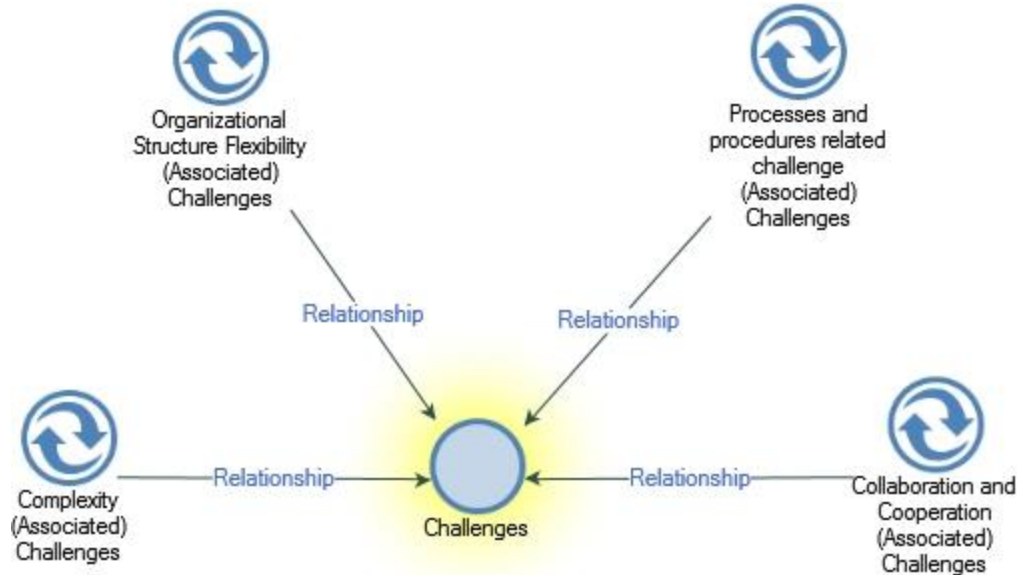 Organizational
Structure Flexibility
(Associated)
Challenges
Processes and
procedures related
challenge
(Associated)
Challenges
Relationship
Relationship
Complexity
(Associated)
Challenges
Relationship
Challenges
Relationship
Collaboration and
Cooperation
(Associated)
Challenges